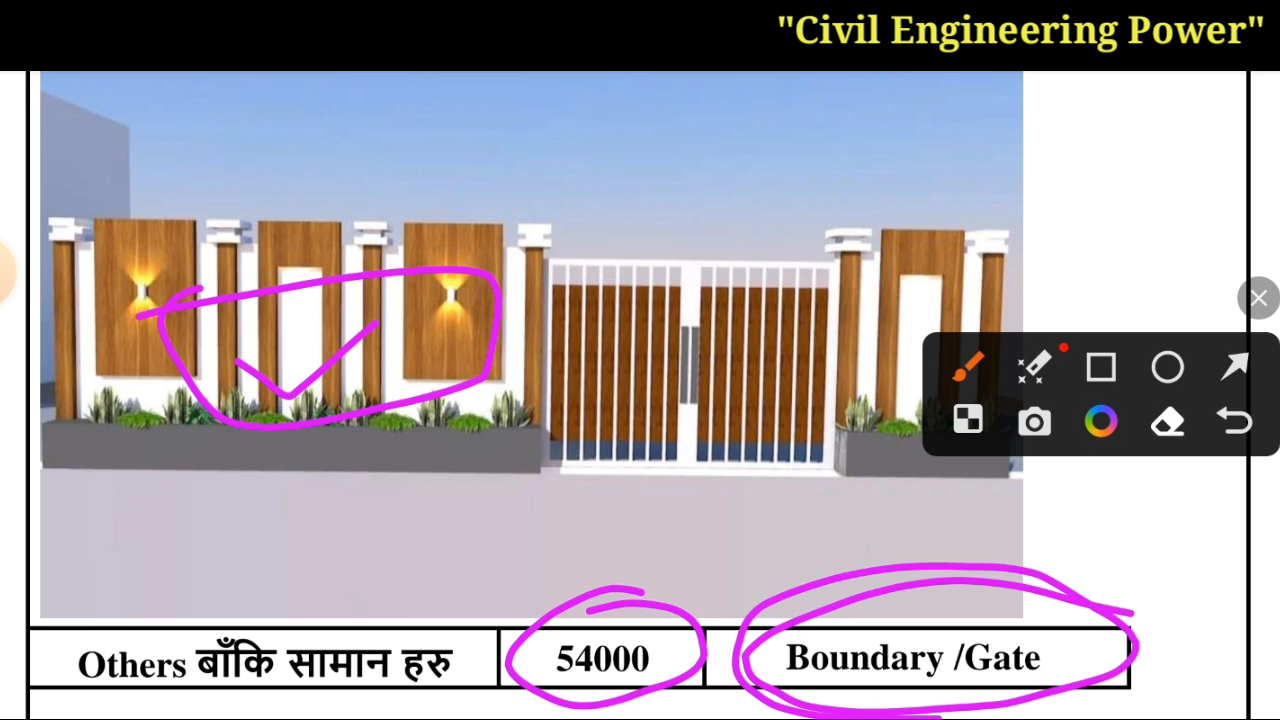 "Civil Engineering Power"
Others बाँकि सामान हरु 54000 Boundary /Gate